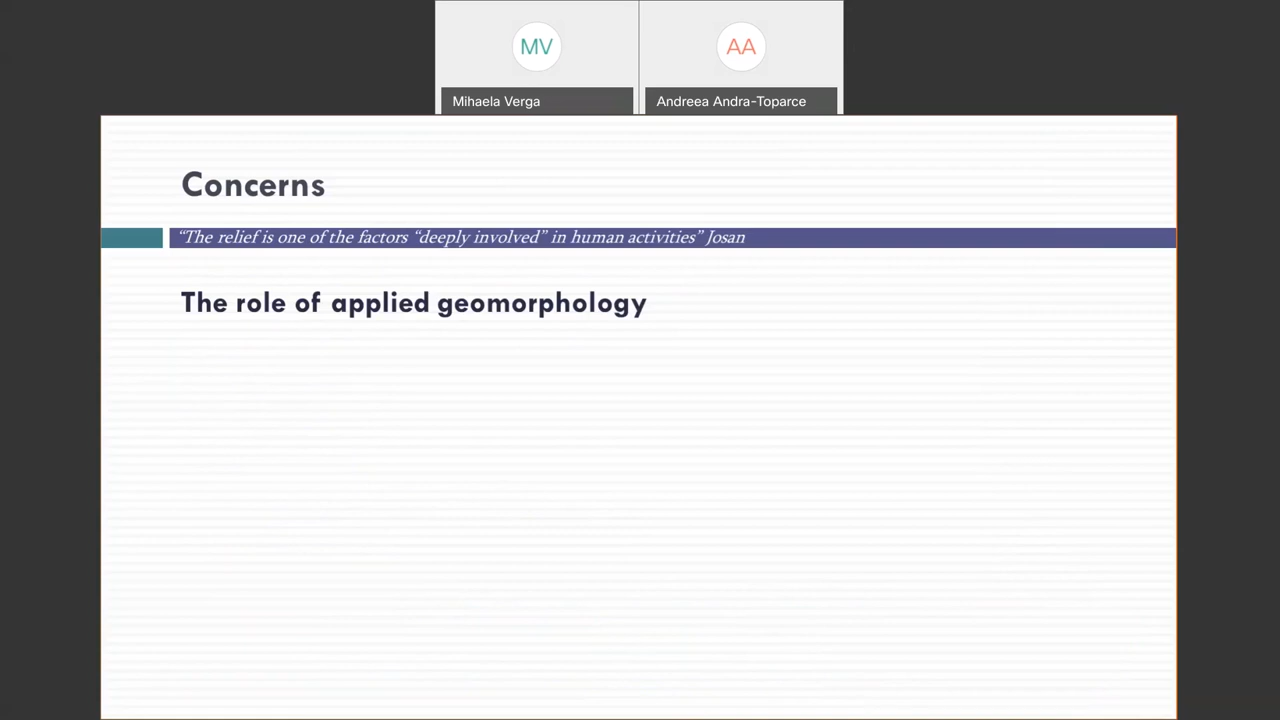 MV
AA
Mihaela Verga
Andreea Andra-Toparce
Concerns
“The relief is one of the factors “deeply involved” in human activities” Josan
The role of applied geomorphology